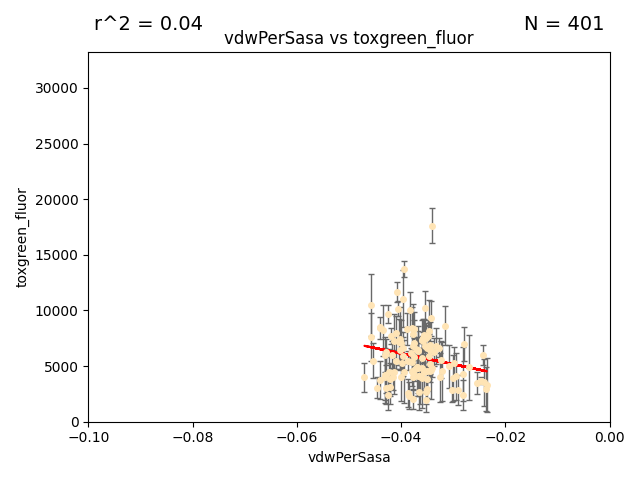 r^2 = 0.04
N = 401
vdwPerSasa vs toxgreen_fluor
30000
25000
20000
15000
10000
5000
0
toxgreen_fluor
−0.10
−0.08
−0.06
−0.04
−0.02
0.00
vdwPerSasa